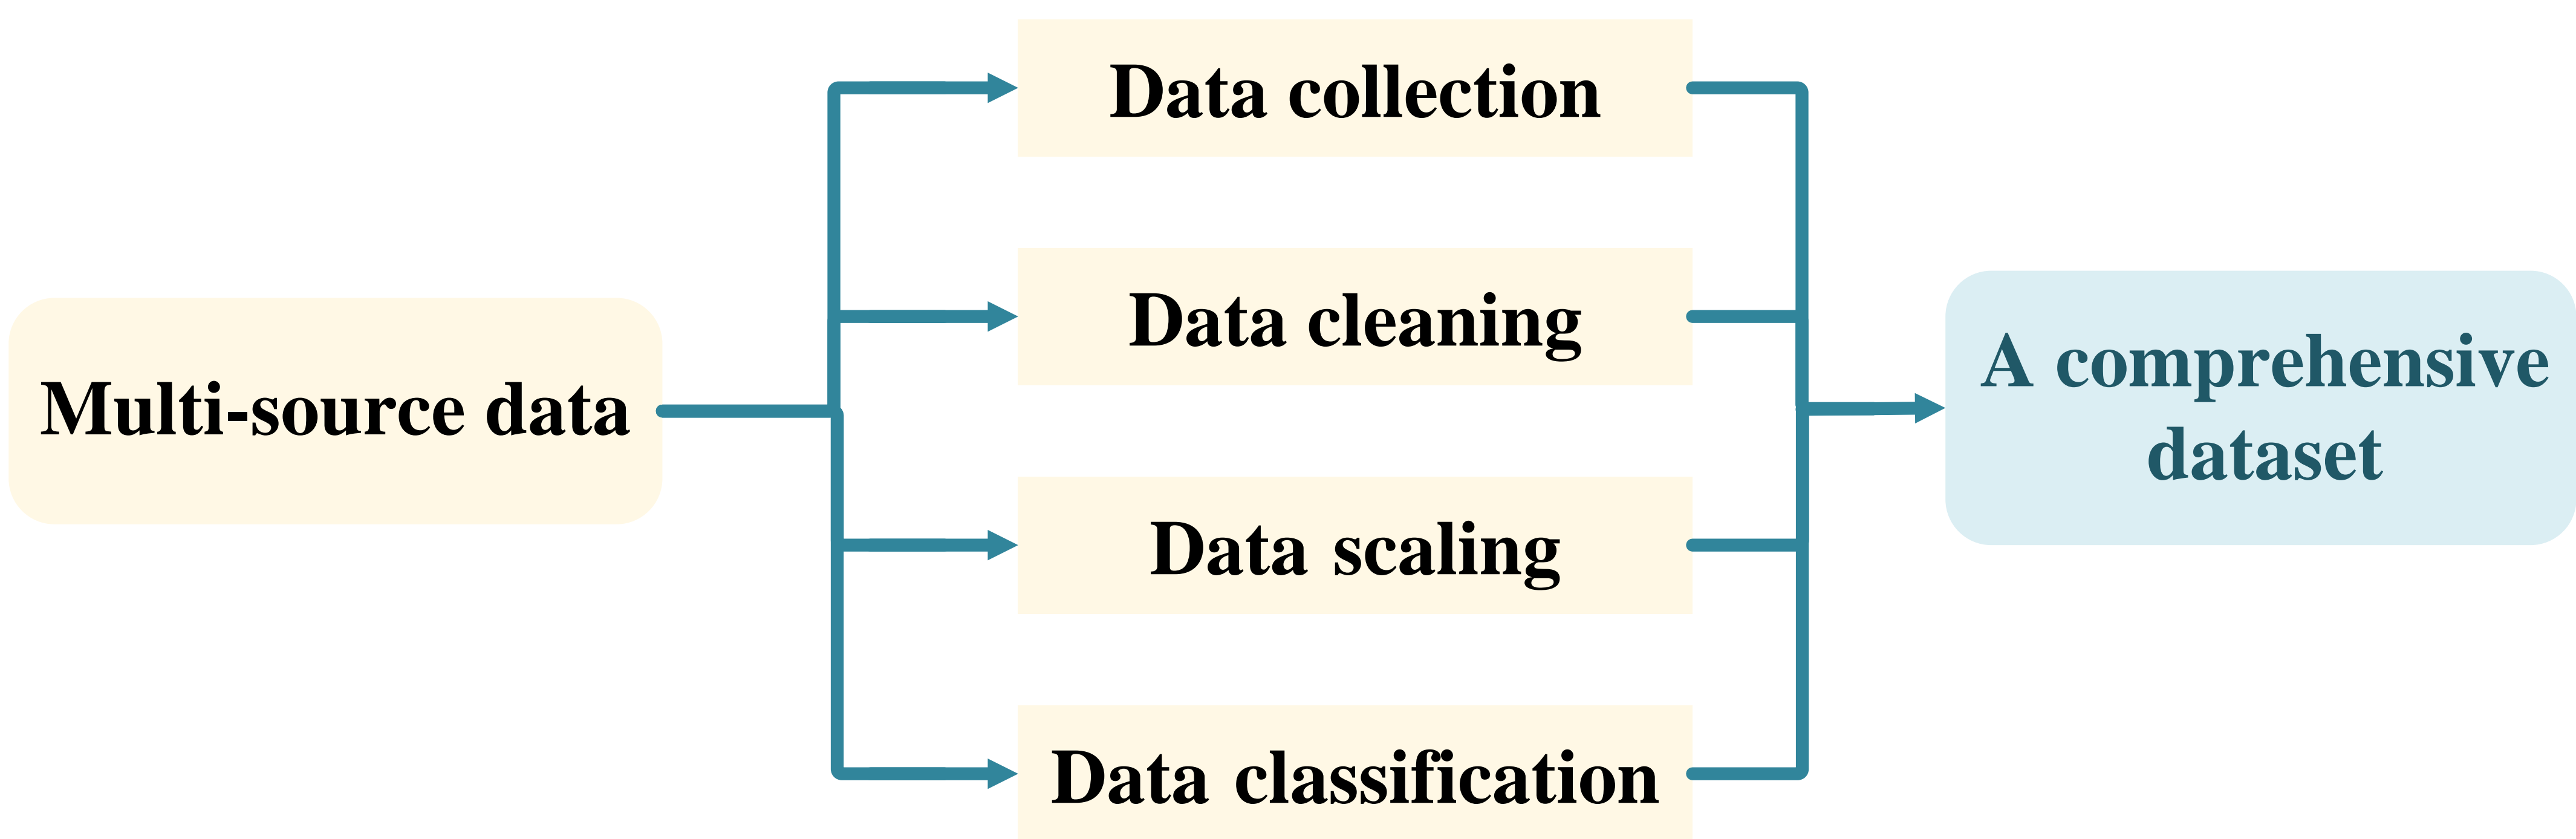 Multi-source data
Data collection
Data cleaning
Data scaling
Data classification
A comprehensive
dataset